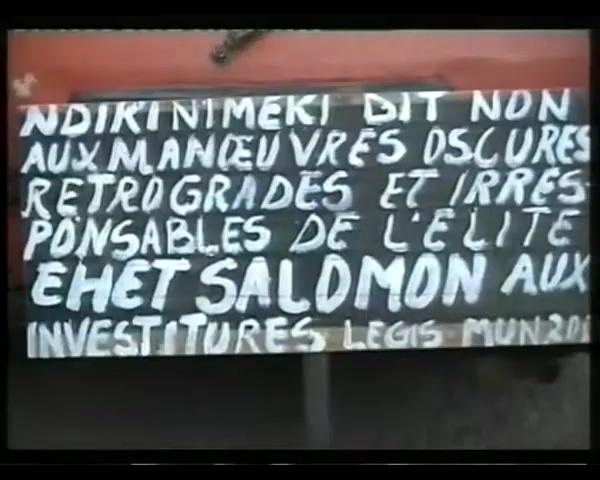 NDIKINIMEKI DIT NON
AUX MANŒUVRES OSCURES
RETROGRADES ET IRRES-
PONSABLES DE L'ELITE
EHET SALOMON AUX
INVESTITURES LEGIS MUN